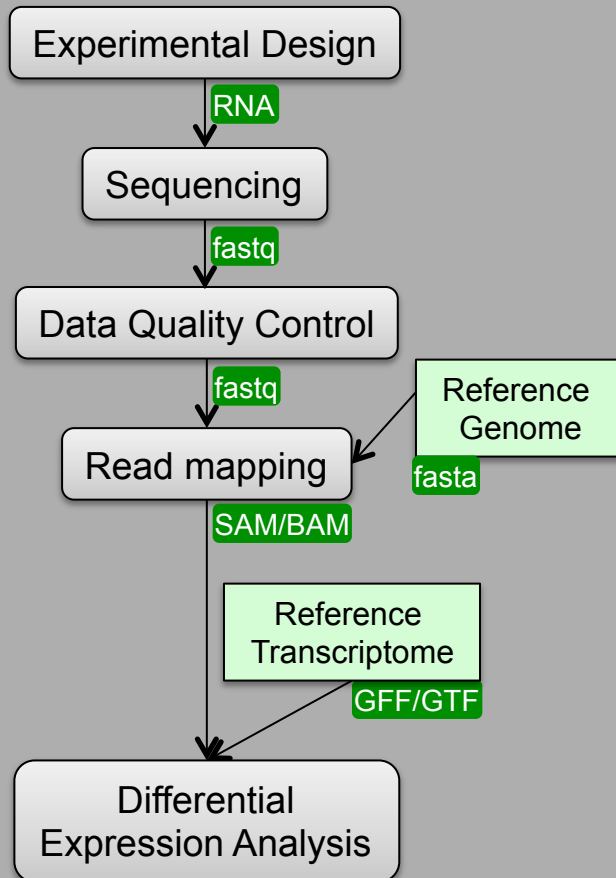 Experimental Design
RNA
Sequencing
fastq
Data Quality Control
fastq
Reference
Genome
fasta
Read mapping
SAM/BAM
Reference
Transcriptome
GFF/GTF
Differential
Expression Analysis